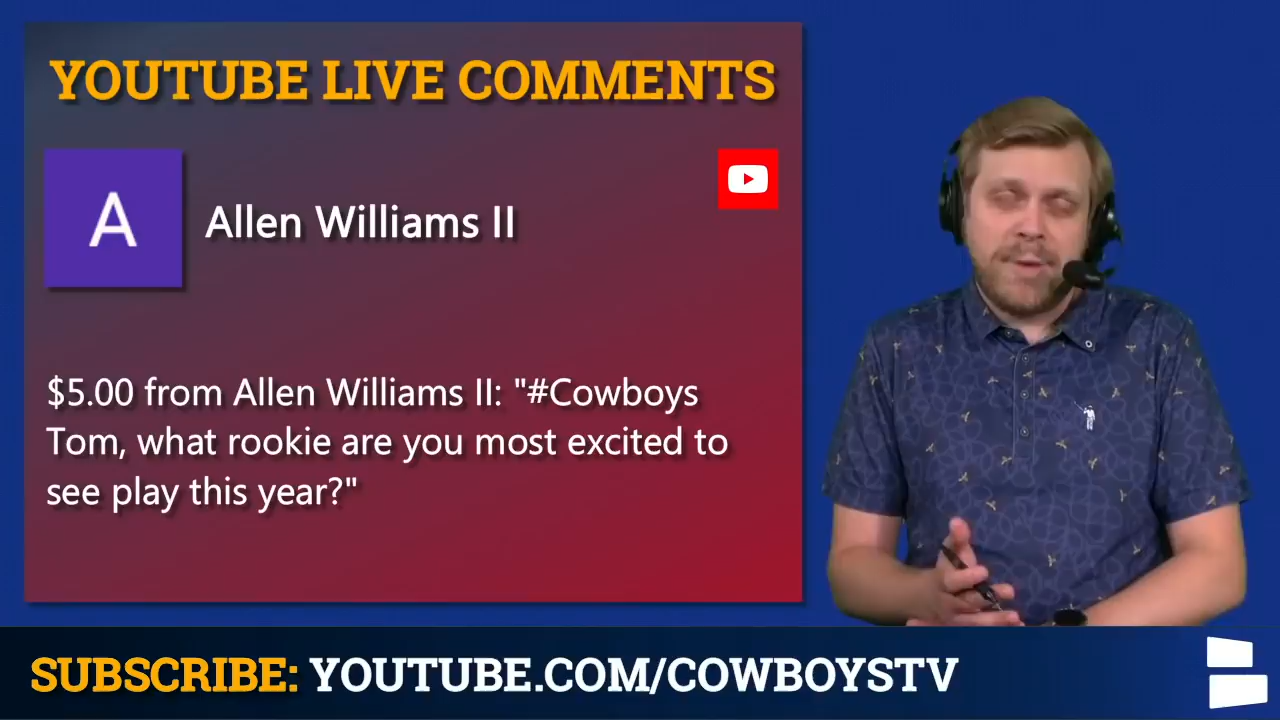 YOUTUBE LIVE COMMENTS
A
Allen Williams II
$5.00 from Allen Williams II: "#Cowboys
Tom, what rookie are you most excited to
see play this year?"
SUBSCRIBE: YOUTUBE.COM/COWBOYSTV